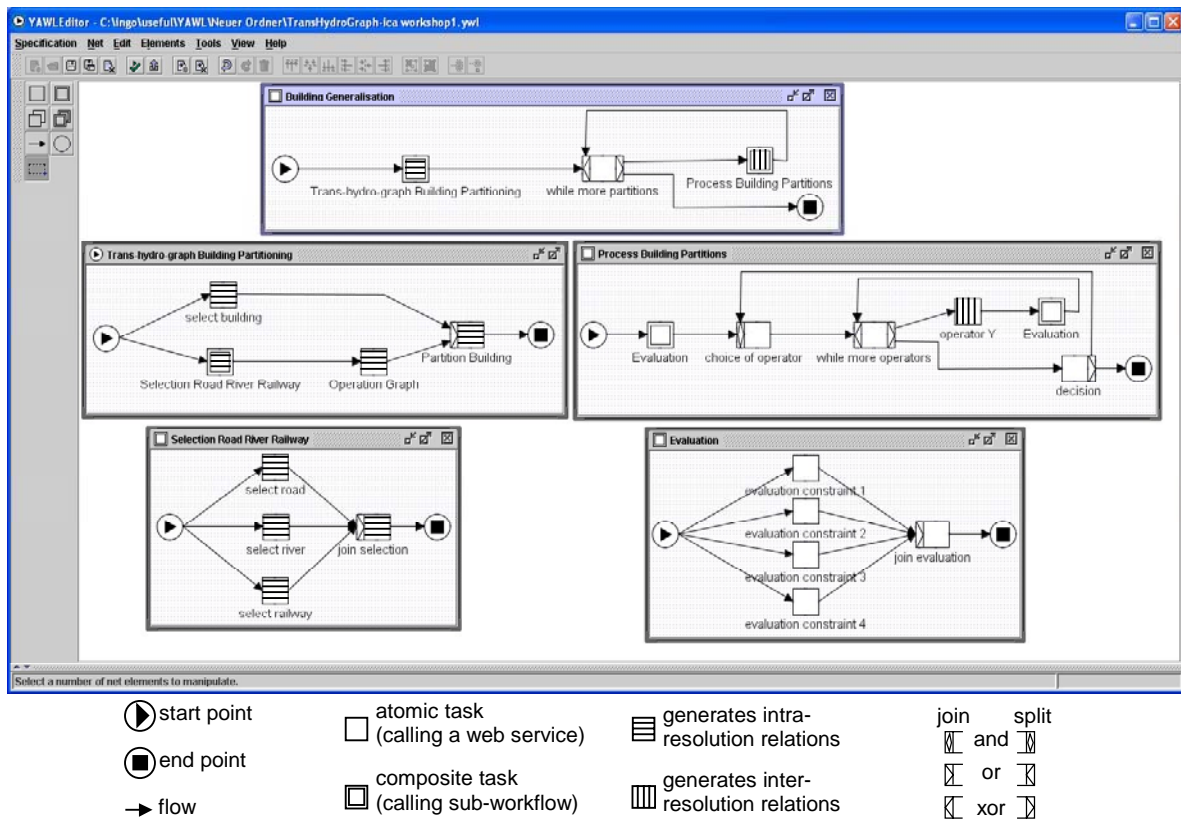 YAWLEditor - C:\Ingo\useful\YAWL\Neuer Ordner\TransHydroGraph-ica workshop1.ywl
Specification Net Edit Elements Tools View Help
Building Generalisation
Trans-hydro-graph Building Partitioning
while more partitions
Process Building Partitions
Trans-hydro-graph Building Partitioning
select building
Selection Road River Railway
Operation Graph
Partition Building
Process Building Partitions
Evaluation
choice of operator
while more operators
operator Y
Evaluation
decision
Selection Road River Railway
select road
select river
join selection
select railway
Evaluation
evaluation constraint 1
evaluation constraint 2
evaluation constraint 3
evaluation constraint 4
join evaluation
Select a number of net elements to manipulate.
start point
end point
flow
atomic task
(calling a web service)
composite task
(calling sub-workflow)
generates intra-
resolution relations
generates inter-
resolution relations
join split
and
or
xor